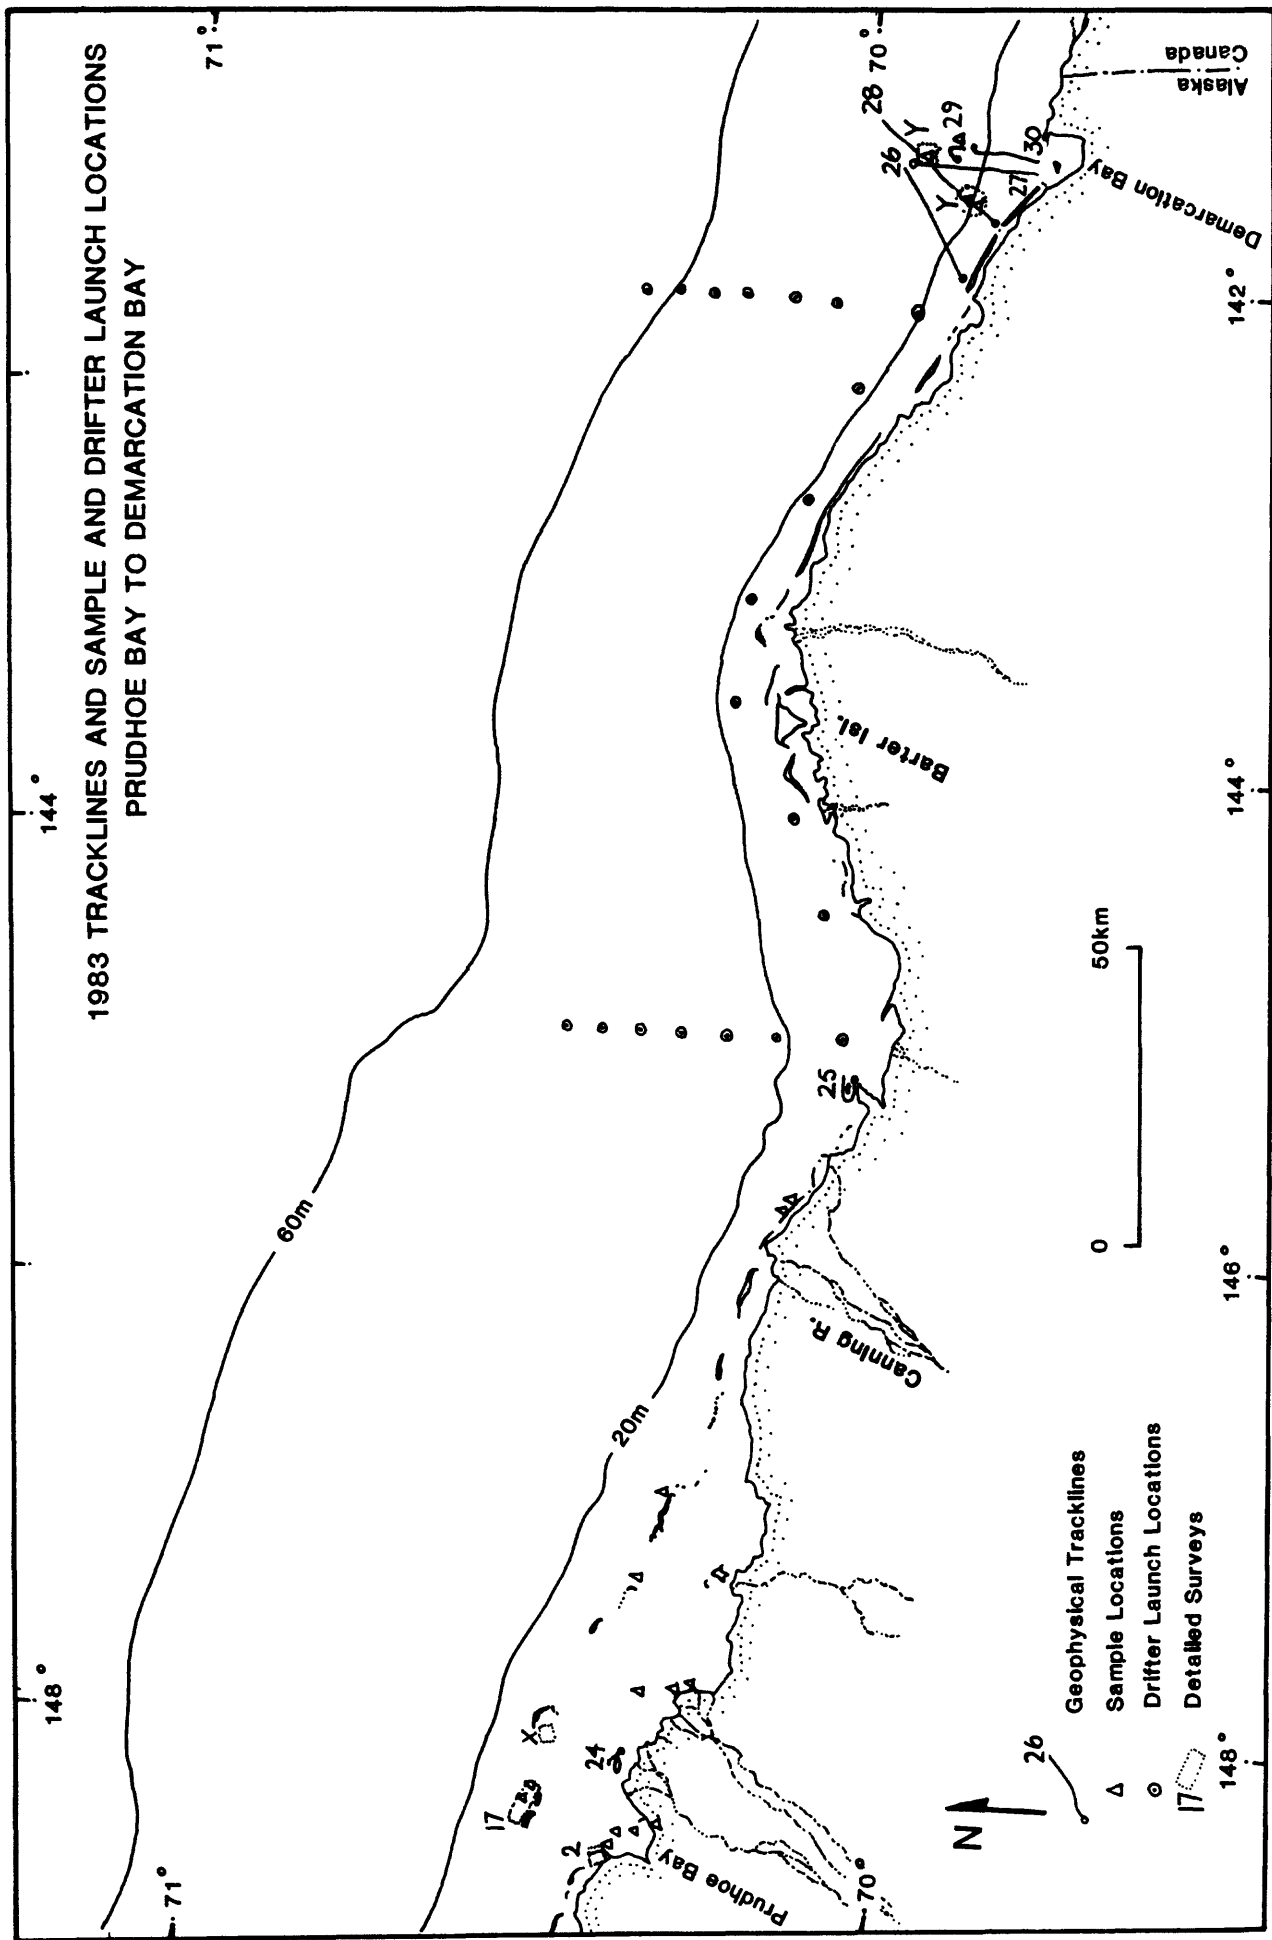 1983 TRACKLINES AND SAMPLE AND DRIFTER LAUNCH LOCATIONS
PRUDHOE BAY TO DEMARCATION BAY
148°
144°
71°
71°
60m
20m
70°
70°
17
X
2
24
25
26
28
Y
Y
29
27
30
Prudhoe Bay
Canning R.
Barter Isl.
Demarcation Bay
Alaska
Canada
N
26
Geophysical Tracklines
Sample Locations
Drifter Launch Locations
17
Detailed Surveys
0
50km
148°
146°
144°
142°